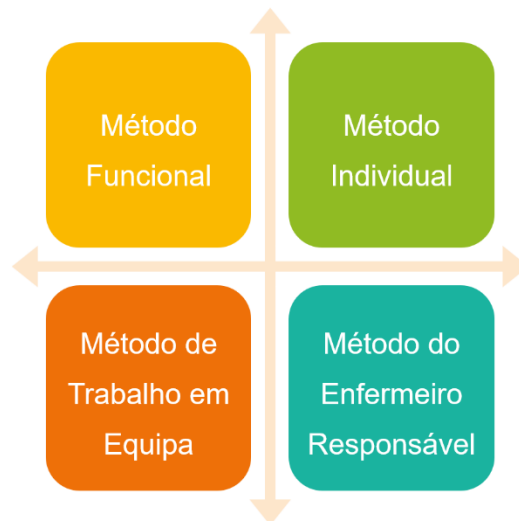 Método
Funcional
Método
Individual
Método de
Trabalho em
Equipa
Método do
Enfermeiro
Responsável